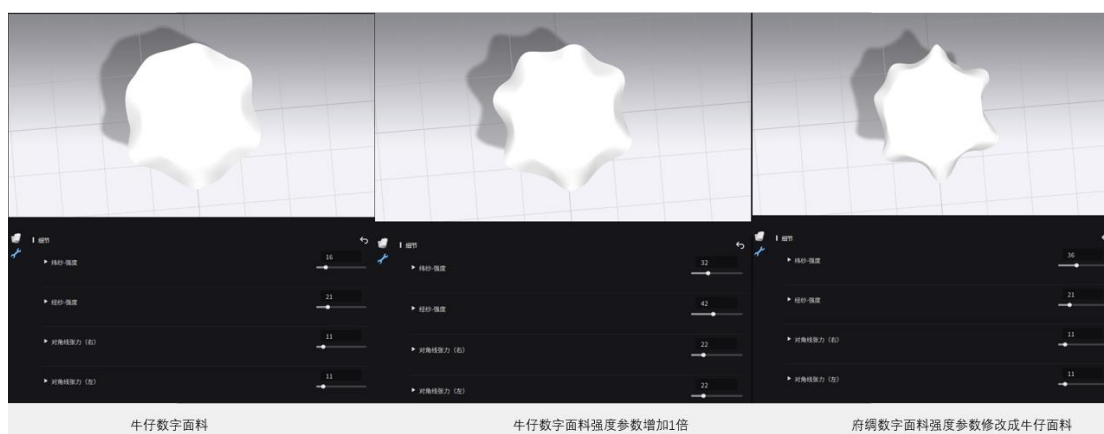 细节
纬纱-强度 16
经纱-强度 21
对角线张力（右） 11
对角线张力（左） 11
细节
纬纱-强度 32
经纱-强度 42
对角线张力（右） 22
对角线张力（左） 22
细节
纬纱-强度 36
经纱-强度 21
对角线张力（右） 11
对角线张力（左） 11
牛仔数字面料
牛仔数字面料强度参数增加1倍
府绸数字面料强度参数修改成牛仔面料